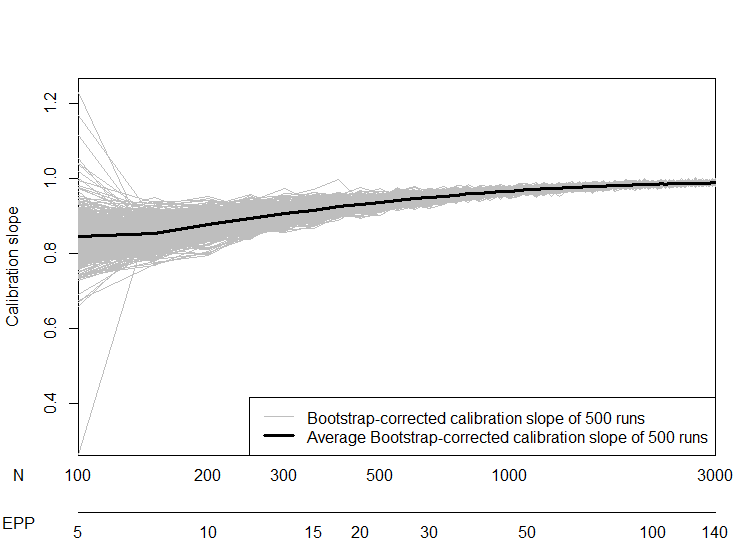 1.2
1.0
0.8
0.6
0.4
Calibration slope
Bootstrap-corrected calibration slope of 500 runs
Average Bootstrap-corrected calibration slope of 500 runs
N 100 200 300 500 1000 3000
EPP 5 10 15 20 30 50 100 140